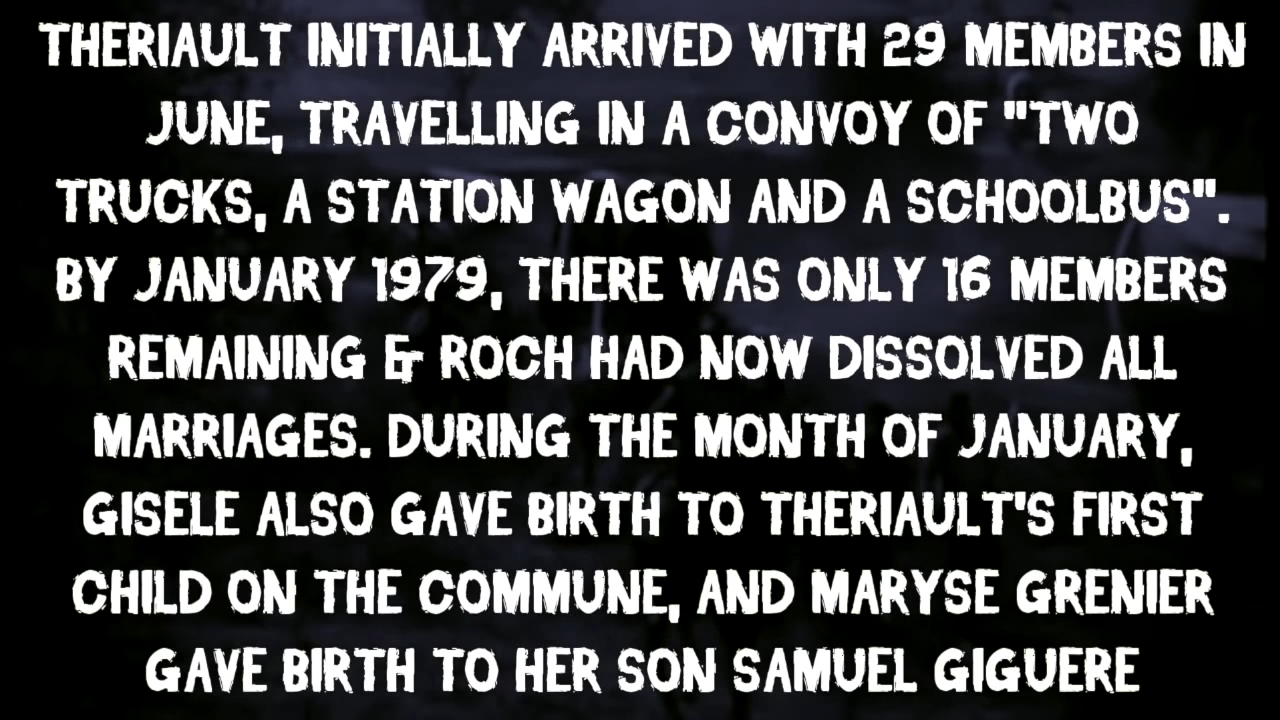 THERIAULT INITIALLY ARRIVED WITH 29 MEMBERS IN
JUNE, TRAVELLING IN A CONVOY OF "TWO
TRUCKS, A STATION WAGON AND A SCHOOLBUS".
BY JANUARY 1979, THERE WAS ONLY 16 MEMBERS
REMAINING & ROCH HAD NOW DISSOLVED ALL
MARRIAGES. DURING THE MONTH OF JANUARY,
GISELE ALSO GAVE BIRTH TO THERIAULT'S FIRST
CHILD ON THE COMMUNE, AND MARYSE GRENIER
GAVE BIRTH TO HER SON SAMUEL GIGUERE